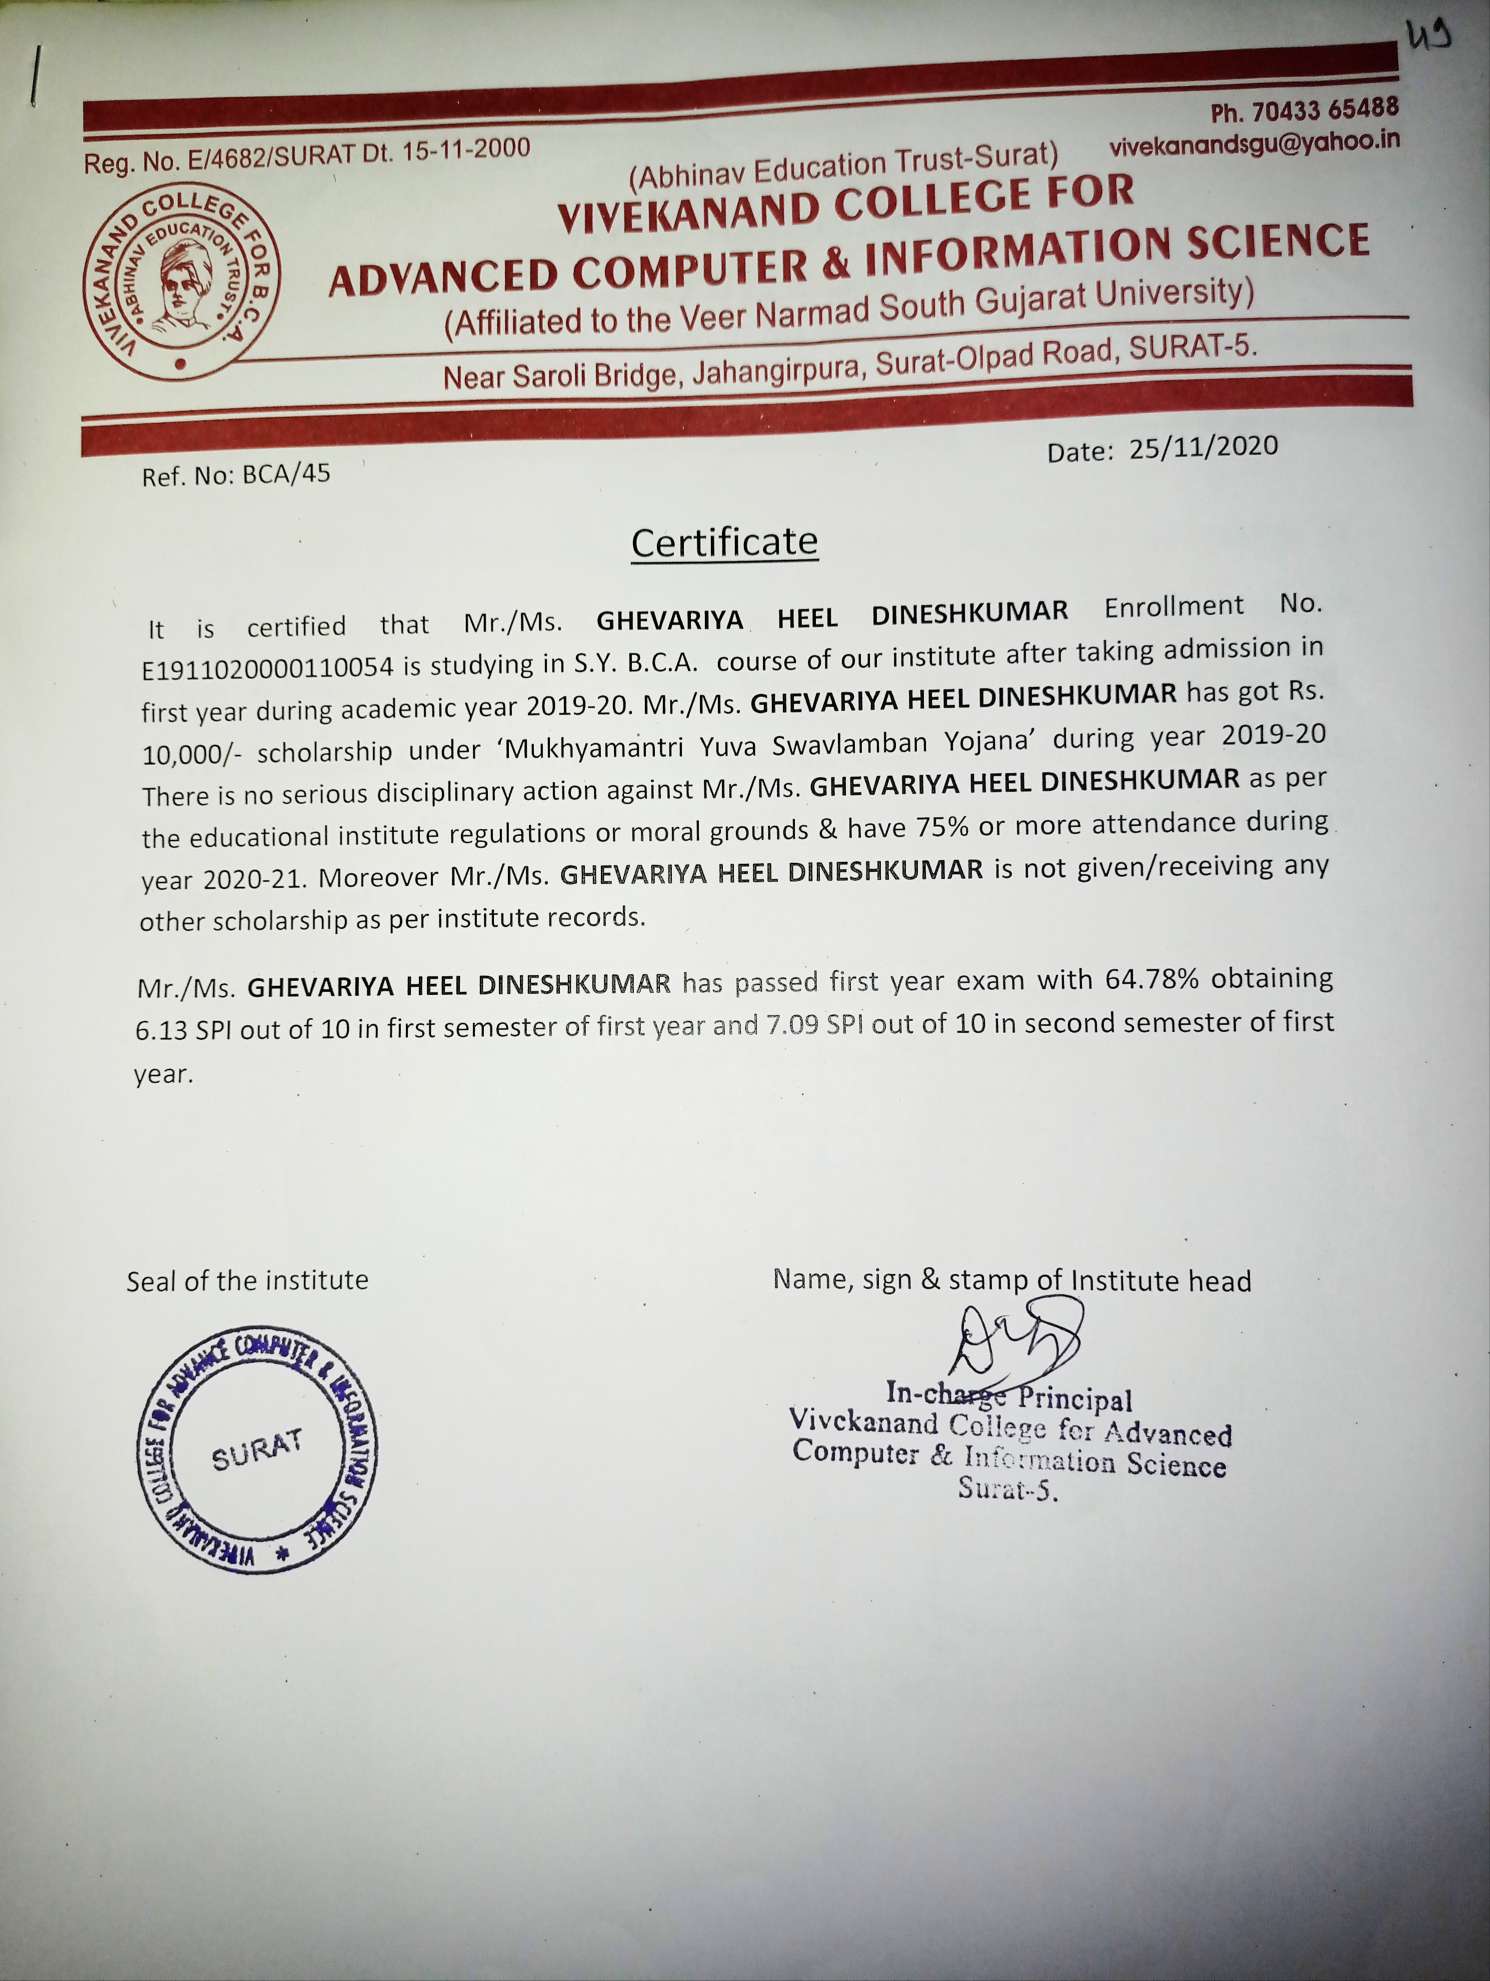 49
Ph. 70433 65488
Reg. No. E/4682/SURAT Dt. 15-11-2000
vivekanandsgu@yahoo.in
(Abhinav Education Trust-Surat)
VIVEKANAND COLLEGE FOR
ADVANCED COMPUTER & INFORMATION SCIENCE
(Affiliated to the Veer Narmad South Gujarat University)
Near Saroli Bridge, Jahangirpura, Surat-Olpad Road, SURAT-5.
VIVEKANAND COLLEGE FOR B.C.A.
ABHINAV EDUCATION TRUST
Ref. No: BCA/45
Date: 25/11/2020
Certificate
It is certified that Mr./Ms. GHEVARIYA HEEL DINESHKUMAR Enrollment No.
E1911020000110054 is studying in S.Y. B.C.A. course of our institute after taking admission in
first year during academic year 2019-20. Mr./Ms. GHEVARIYA HEEL DINESHKUMAR has got Rs.
10,000/- scholarship under ‘Mukhyamantri Yuva Swavlamban Yojana’ during year 2019-20
There is no serious disciplinary action against Mr./Ms. GHEVARIYA HEEL DINESHKUMAR as per
the educational institute regulations or moral grounds & have 75% or more attendance during
year 2020-21. Moreover Mr./Ms. GHEVARIYA HEEL DINESHKUMAR is not given/receiving any
other scholarship as per institute records.
Mr./Ms. GHEVARIYA HEEL DINESHKUMAR has passed first year exam with 64.78% obtaining
6.13 SPI out of 10 in first semester of first year and 7.09 SPI out of 10 in second semester of first
year.
Seal of the institute
Name, sign & stamp of Institute head
VIVEKANAND COLLEGE FOR ADVANCE COMPUTER & INFORMATION SCIENCE *
SURAT
In-charge Principal
Vivekanand College for Advanced
Computer & Information Science
Surat-5.